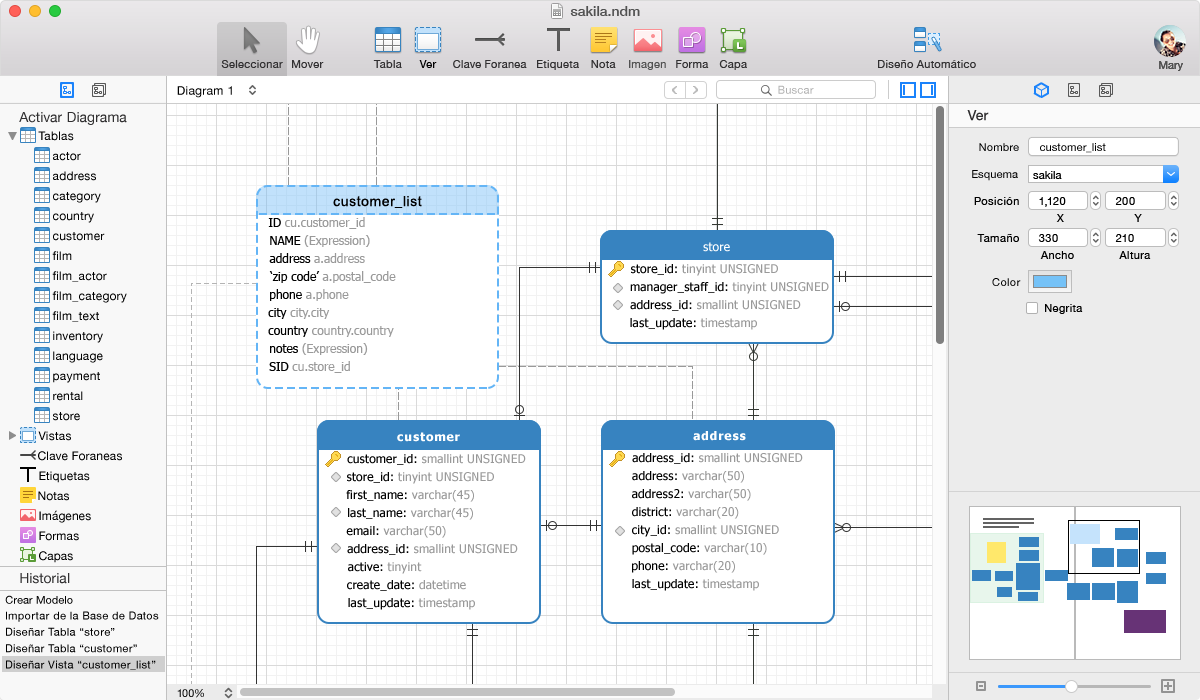 sakila.ndm
Seleccionar
Mover
Tabla
Ver
Clave Foranea
Etiqueta
Nota
Imagen
Forma
Capa
Diseño Automático
Mary
Diagram 1
Buscar
Activar Diagrama
Tablas
actor
address
category
country
customer
film
film_actor
film_category
film_text
inventory
language
payment
rental
store
Vistas
Clave Foraneas
Etiquetas
Notas
Imágenes
Formas
Capas
Historial
Crear Modelo
Importar de la Base de Datos
Diseñar Tabla “store”
Diseñar Tabla “customer”
Diseñar Vista “customer_list”
customer_list
ID cu.customer_id
NAME (Expression)
address a.address
‘zip code’ a.postal_code
phone a.phone
city city.city
country country.country
notes (Expression)
SID cu.store_id
store
store_id: tinyint UNSIGNED
manager_staff_id: tinyint UNSIGNED
address_id: smallint UNSIGNED
last_update: timestamp
customer
customer_id: smallint UNSIGNED
store_id: tinyint UNSIGNED
first_name: varchar(45)
last_name: varchar(45)
email: varchar(50)
address_id: smallint UNSIGNED
active: tinyint
create_date: datetime
last_update: timestamp
address
address_id: smallint UNSIGNED
address: varchar(50)
address2: varchar(50)
district: varchar(20)
city_id: smallint UNSIGNED
postal_code: varchar(10)
phone: varchar(20)
last_update: timestamp
100%
Ver
Nombre customer_list
Esquema sakila
Posición 1,120 200
X Y
Tamaño 330 210
Ancho Altura
Color
Negrita